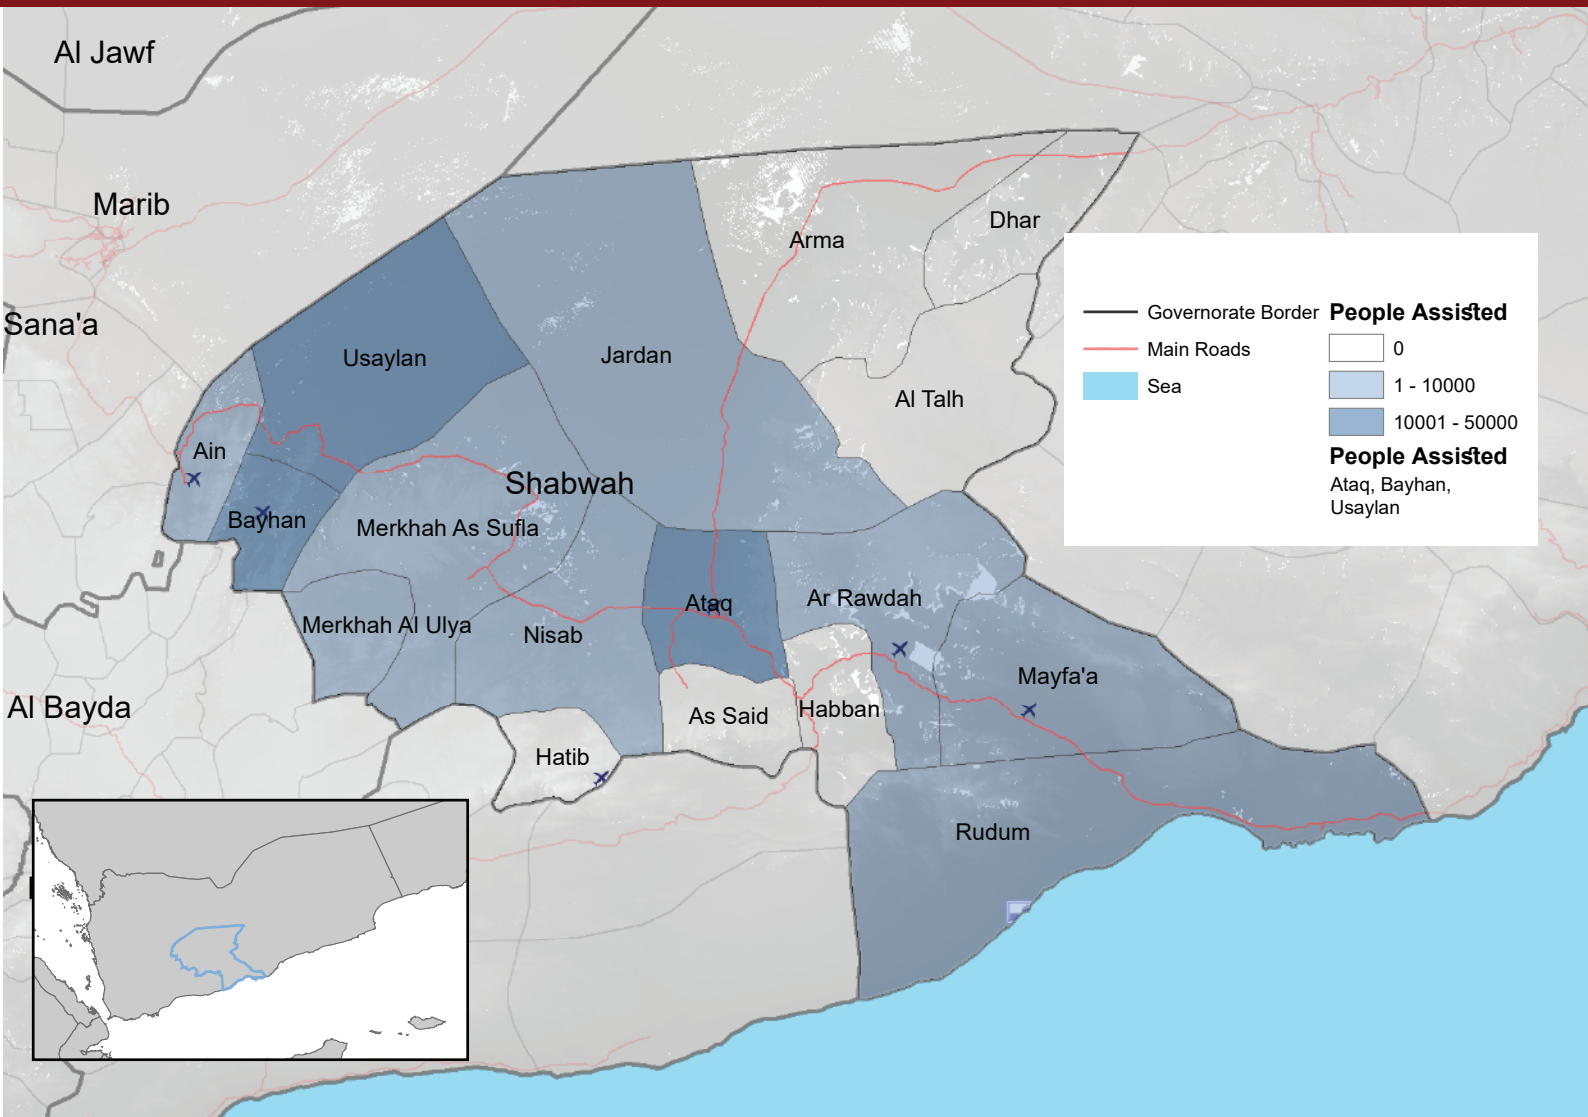 Al Jawf
Marib
Sana'a
Al Bayda
Shabwah
Arma
Dhar
Usaylan
Jardan
Al Talh
Ain
Bayhan
Merkhah As Sufla
Merkhah Al Ulya
Nisab
Ataq
Ar Rawdah
Mayfa'a
As Said
Habban
Hatib
Rudum
Governorate Border
Main Roads
Sea
People Assisted
0
1 - 10000
10001 - 50000
People Assisted
Ataq, Bayhan,
Usaylan